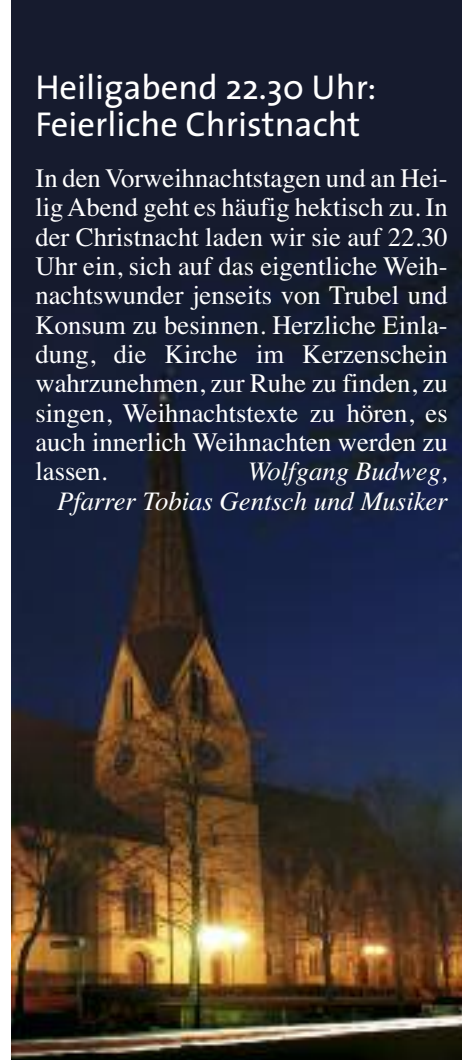 Heiligabend 22.30 Uhr:
Feierliche Christnacht
In den Vorweihnachtstagen und an Hei-
lig Abend geht es häufig hektisch zu. In
der Christnacht laden wir sie auf 22.30
Uhr ein, sich auf das eigentliche Weih-
nachtswunder jenseits von Trubel und
Konsum zu besinnen. Herzliche Einla-
dung, die Kirche im Kerzenschein
wahrzunehmen, zur Ruhe zu finden, zu
singen, Weihnachtstexte zu hören, es
auch innerlich Weihnachten werden zu
lassen. Wolfgang Budweg,
Pfarrer Tobias Gentsch und Musiker